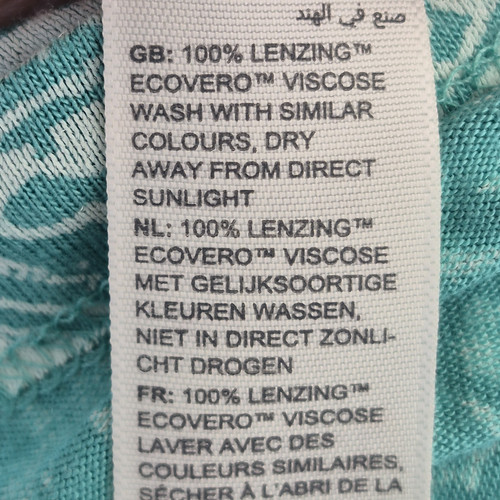 صنع في الهند
GB: 100% LENZING™
ECOVERO™ VISCOSE
WASH WITH SIMILAR
COLOURS, DRY
AWAY FROM DIRECT
SUNLIGHT
NL: 100% LENZING™
ECOVERO™ VISCOSE
MET GELIJKSOORTIGE
KLEUREN WASSEN,
NIET IN DIRECT ZONLI-
CHT DROGEN
FR: 100% LENZING™
ECOVERO™ VISCOSE
LAVER AVEC DES
COULEURS SIMILAIRES,
SÉCHER À L'ABRI DE LA